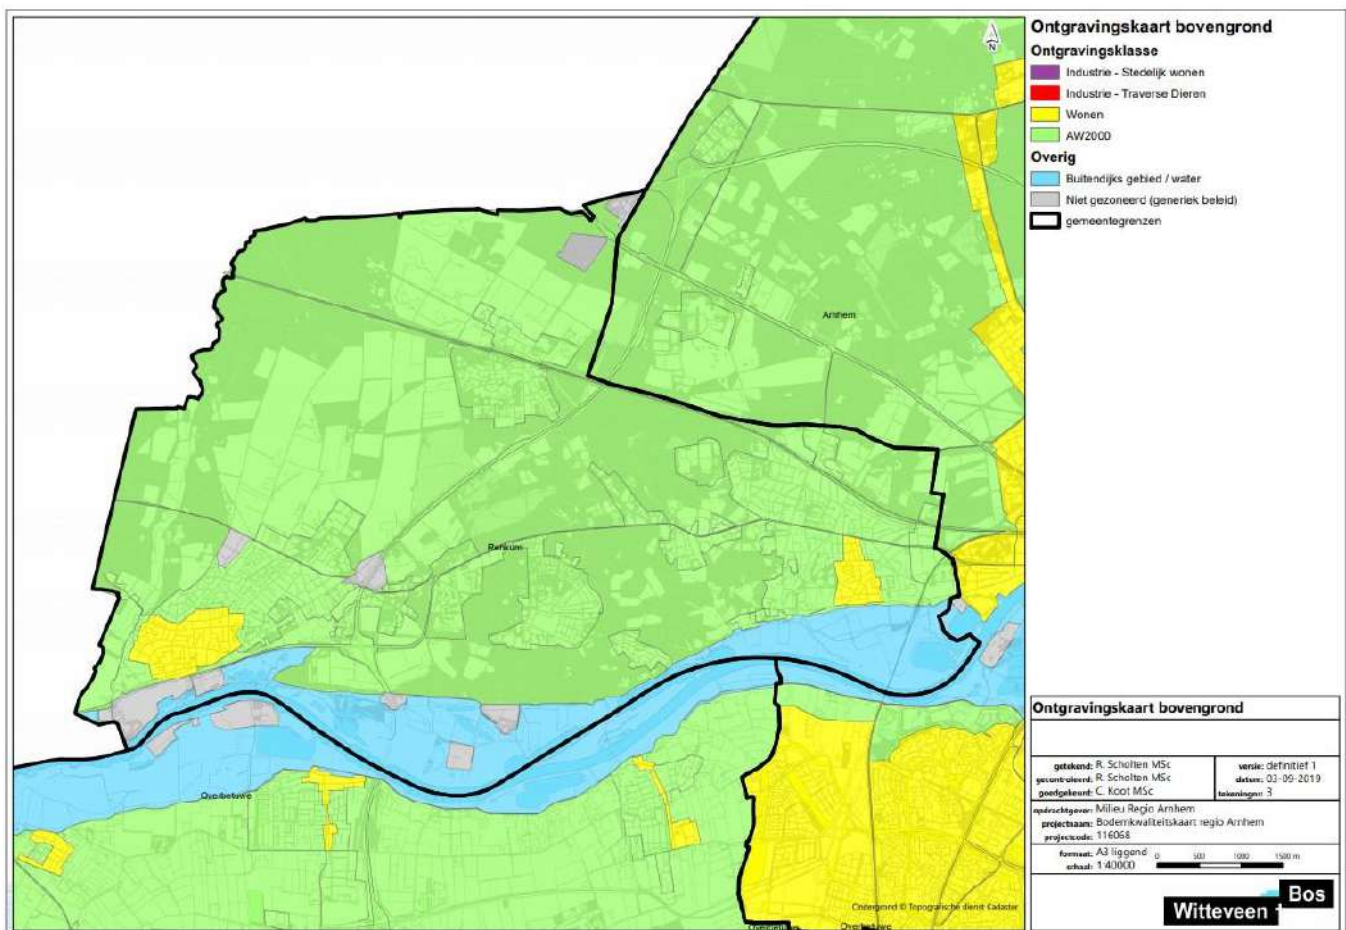 Ontgravingskaart bovengrond
Ontgravingsklasse
Industrie - Stedelijk wonen
Industrie - Traverse Dieren
Wonen
AW2000
Overig
Buitendijks gebied / water
Niet gezoneerd (generiek beleid)
gemeentegrenzen
N
Arnhem
Renkum
Overbetuwe
Ondergrond © Topografische dienst Kadaster
Overbetuwe
Ontgravingskaart bovengrond
getekend: R. Scholten MSc
versie: definitief 1
gecontroleerd: R. Scholten MSc
datum: 03-09-2019
goedgekeurd: C. Koot MSc
tekeningnr: 3
opdrachtgever: Milieu Regio Arnhem
projectnaam: Bodemkwaliteitskaart regio Arnhem
projectcode: 116068
formaat: A3 liggend
schaal: 1:40000
0 500 1000 1500 m
Witteveen + Bos